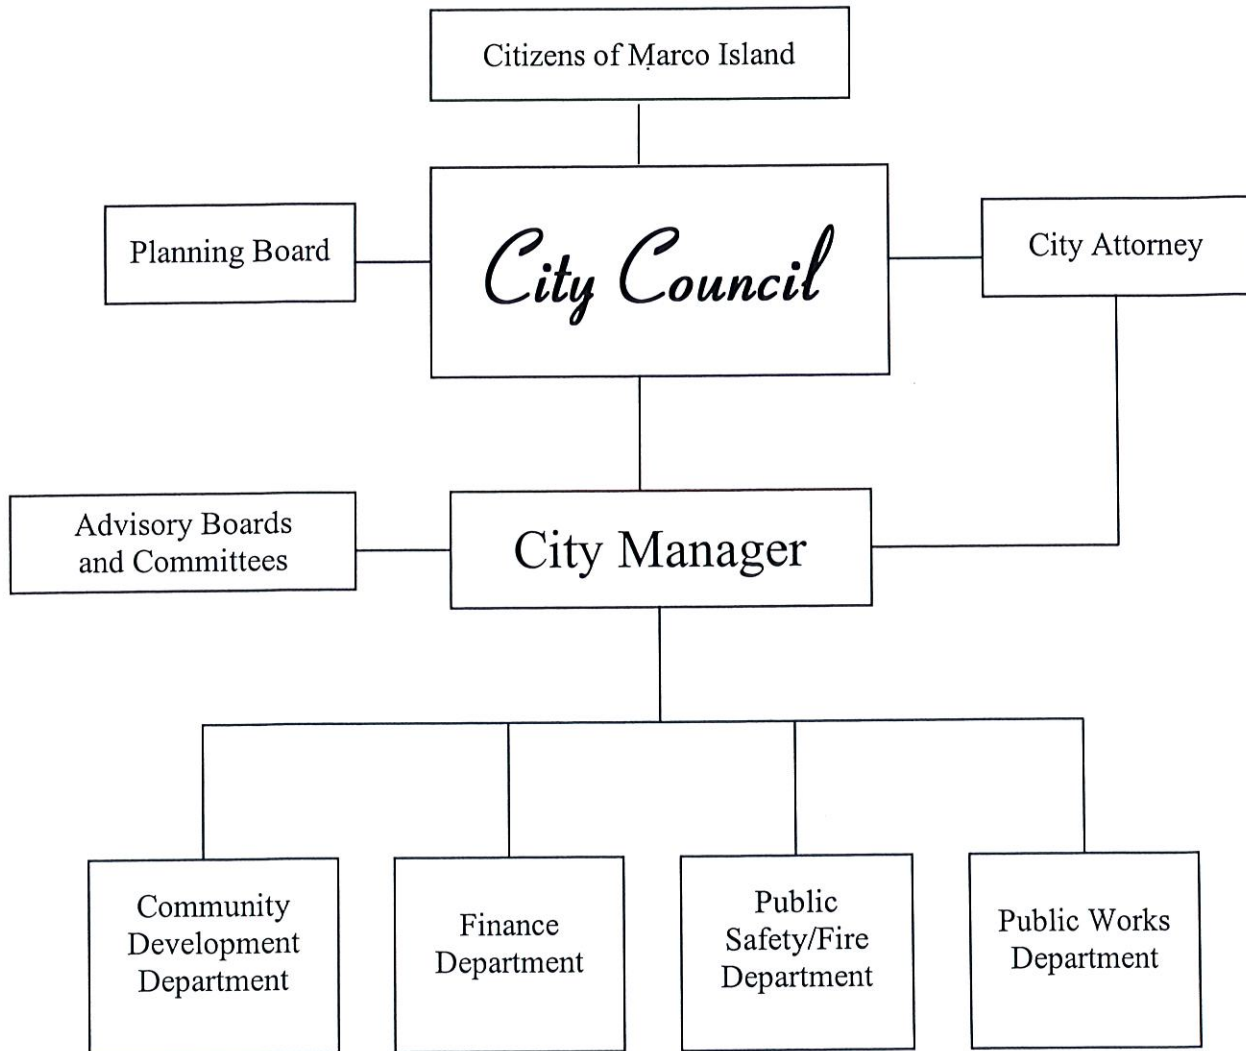 Citizens of Marco Island
Planning Board
City Council
City Attorney
Advisory Boards
and Committees
City Manager
Community
Development
Department
Finance
Department
Public
Safety/Fire
Department
Public Works
Department